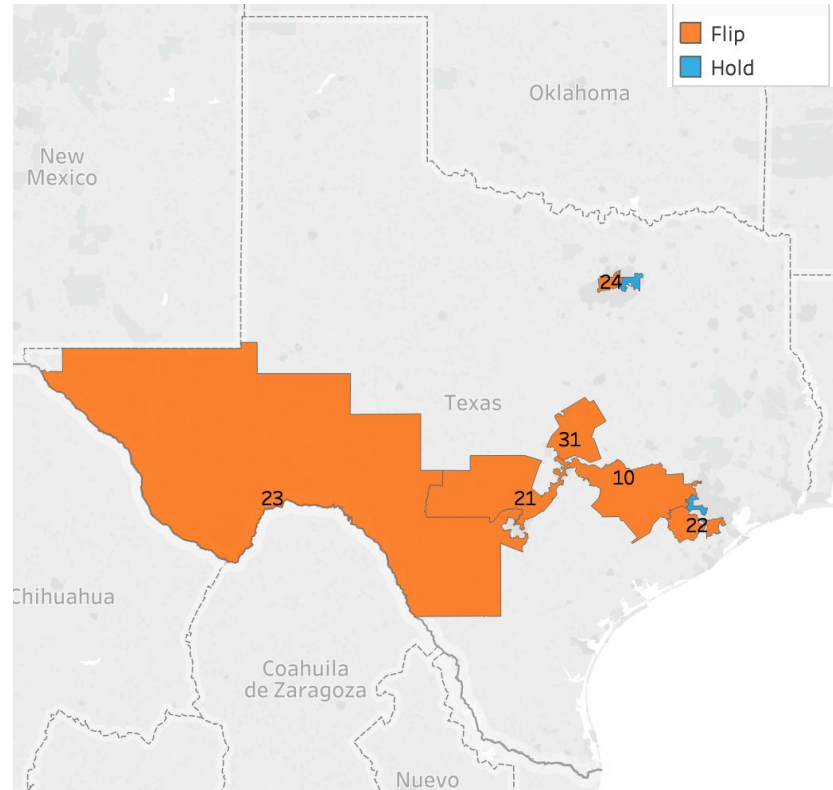 Flip
Hold
Oklahoma
New
Mexico
24
Texas
31
10
23
21
22
Chihuahua
Coahuila
de Zaragoza
Nuevo